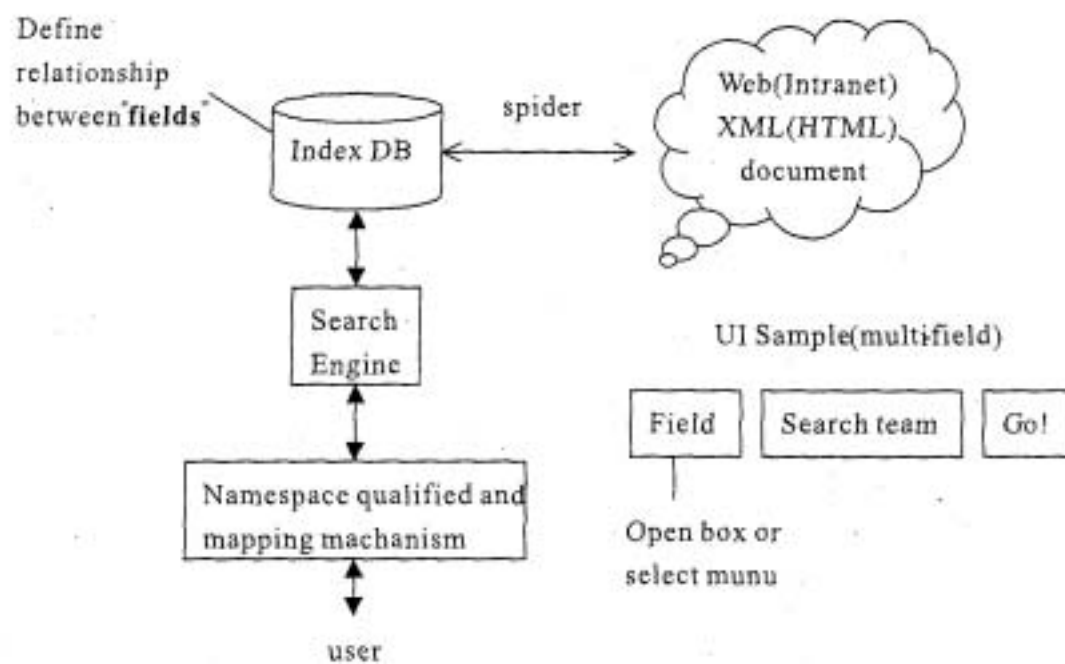 Define
relationship
between"fields"
Index DB
spider
Web(Intranet)
XML(HTML)
document
Search
Engine
UI Sample(multi-field)
Field
Search team
Go!
Namespace qualified and
mapping machanism
Open box or
select munu
user